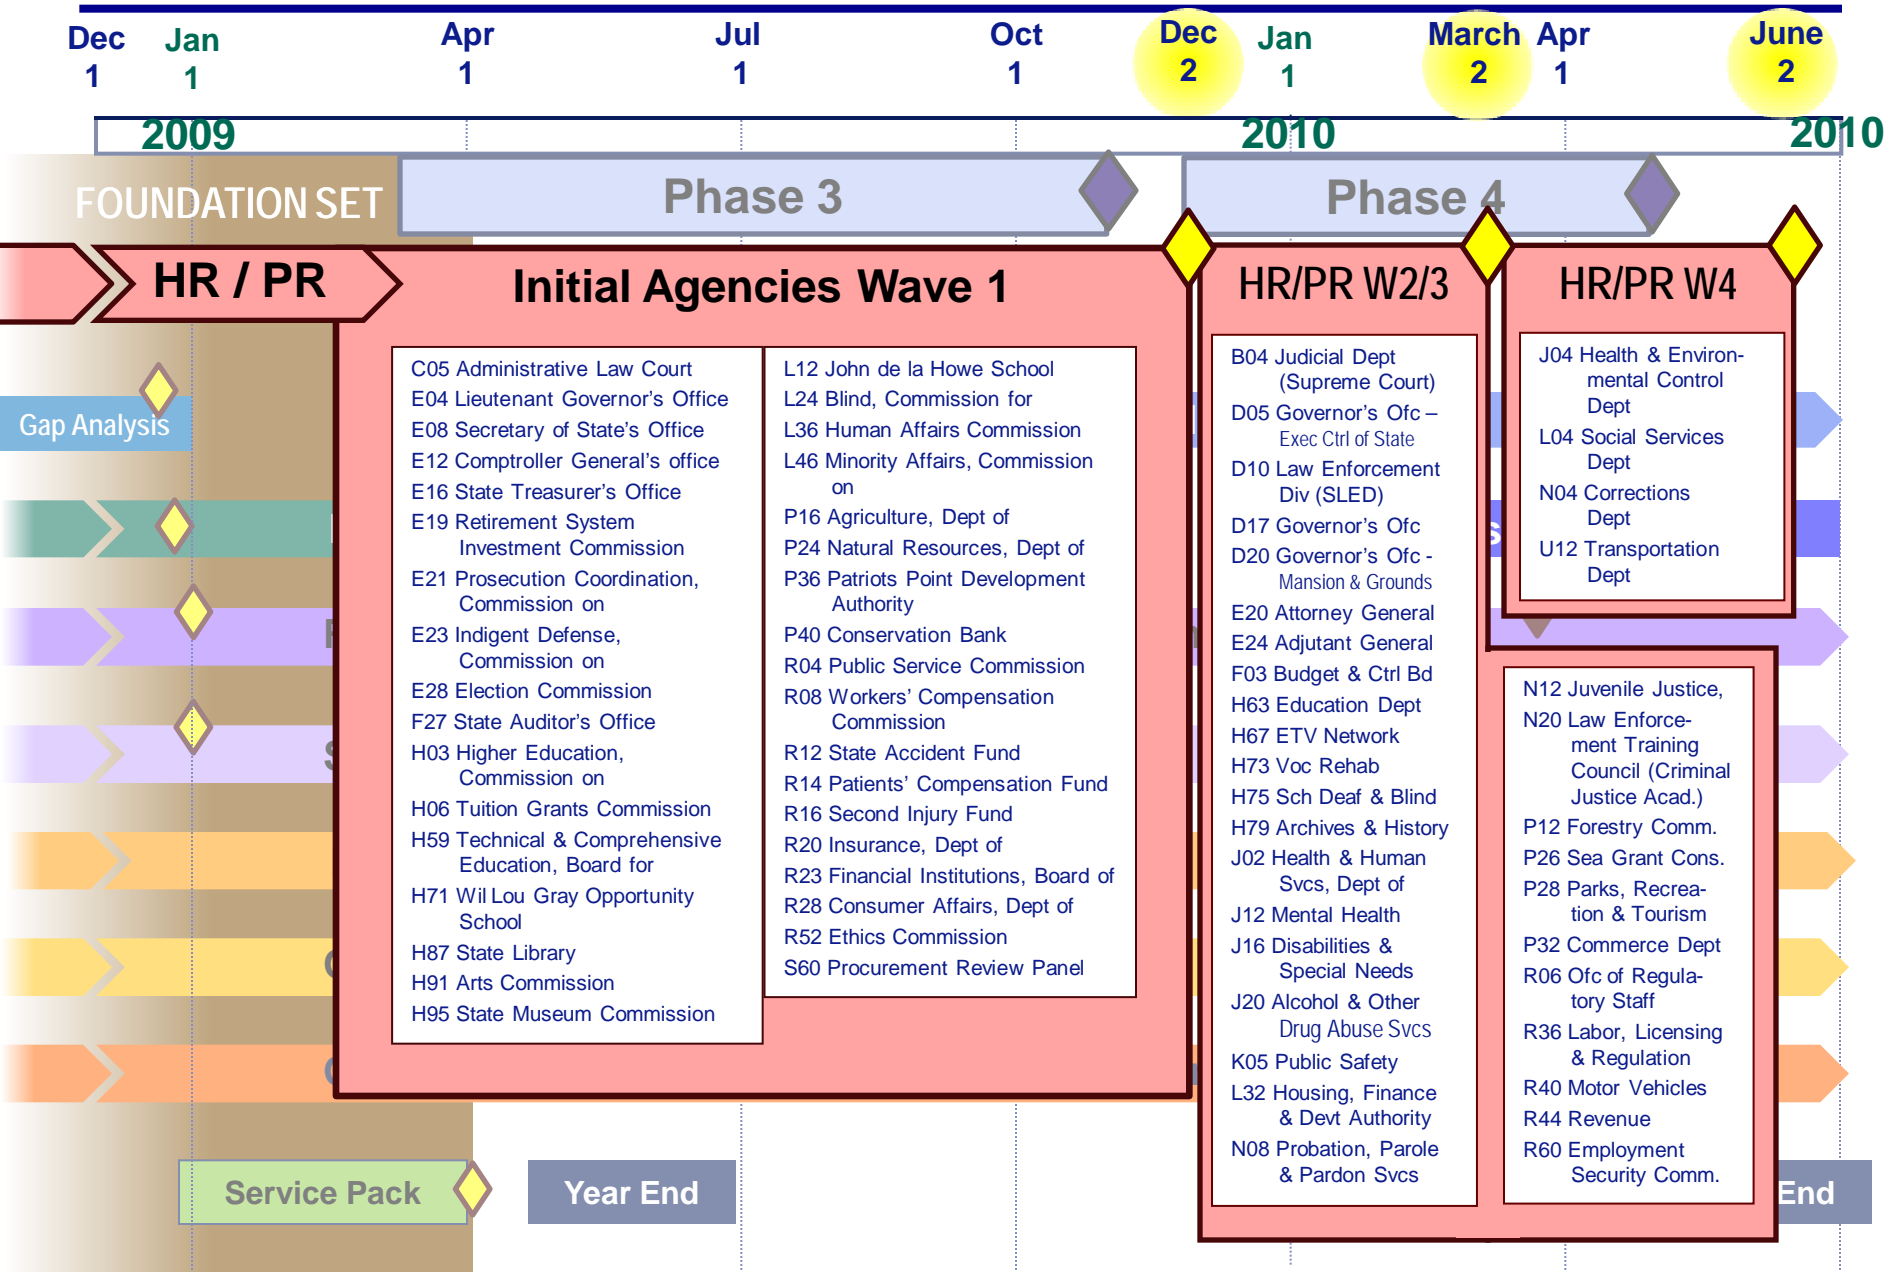 Dec Jan Apr Jul Oct Dec Jan March Apr June
1 1 1 1 1 2 1 2 1 2
2009 2010 2010
FOUNDATION SET
Phase 3
Phase 4
HR / PR
Initial Agencies Wave 1
HR/PR W2/3
HR/PR W4
Gap Analysis
C05 Administrative Law Court
E04 Lieutenant Governor's Office
E08 Secretary of State's Office
E12 Comptroller General's office
E16 State Treasurer's Office
E19 Retirement System
Investment Commission
E21 Prosecution Coordination,
Commission on
E23 Indigent Defense,
Commission on
E28 Election Commission
F27 State Auditor's Office
H03 Higher Education,
Commission on
H06 Tuition Grants Commission
H59 Technical & Comprehensive
Education, Board for
H71 Wil Lou Gray Opportunity
School
H87 State Library
H91 Arts Commission
H95 State Museum Commission
L12 John de la Howe School
L24 Blind, Commission for
L36 Human Affairs Commission
L46 Minority Affairs, Commission
on
P16 Agriculture, Dept of
P24 Natural Resources, Dept of
P36 Patriots Point Development
Authority
P40 Conservation Bank
R04 Public Service Commission
R08 Workers' Compensation
Commission
R12 State Accident Fund
R14 Patients' Compensation Fund
R16 Second Injury Fund
R20 Insurance, Dept of
R23 Financial Institutions, Board of
R28 Consumer Affairs, Dept of
R52 Ethics Commission
S60 Procurement Review Panel
B04 Judicial Dept
(Supreme Court)
D05 Governor's Ofc –
Exec Ctrl of State
D10 Law Enforcement
Div (SLED)
D17 Governor's Ofc
D20 Governor's Ofc -
Mansion & Grounds
E20 Attorney General
E24 Adjutant General
F03 Budget & Ctrl Bd
H63 Education Dept
H67 ETV Network
H73 Voc Rehab
H75 Sch Deaf & Blind
H79 Archives & History
J02 Health & Human
Svcs, Dept of
J12 Mental Health
J16 Disabilities &
Special Needs
J20 Alcohol & Other
Drug Abuse Svcs
K05 Public Safety
L32 Housing, Finance
& Devt Authority
N08 Probation, Parole
& Pardon Svcs
J04 Health & Environ-
mental Control
Dept
L04 Social Services
Dept
N04 Corrections
Dept
U12 Transportation
Dept
N12 Juvenile Justice,
N20 Law Enforce-
ment Training
Council (Criminal
Justice Acad.)
P12 Forestry Comm.
P26 Sea Grant Cons.
P28 Parks, Recrea-
tion & Tourism
P32 Commerce Dept
R06 Ofc of Regula-
tory Staff
R36 Labor, Licensing
& Regulation
R40 Motor Vehicles
R44 Revenue
R60 Employment
Security Comm.
Service Pack
Year End
End